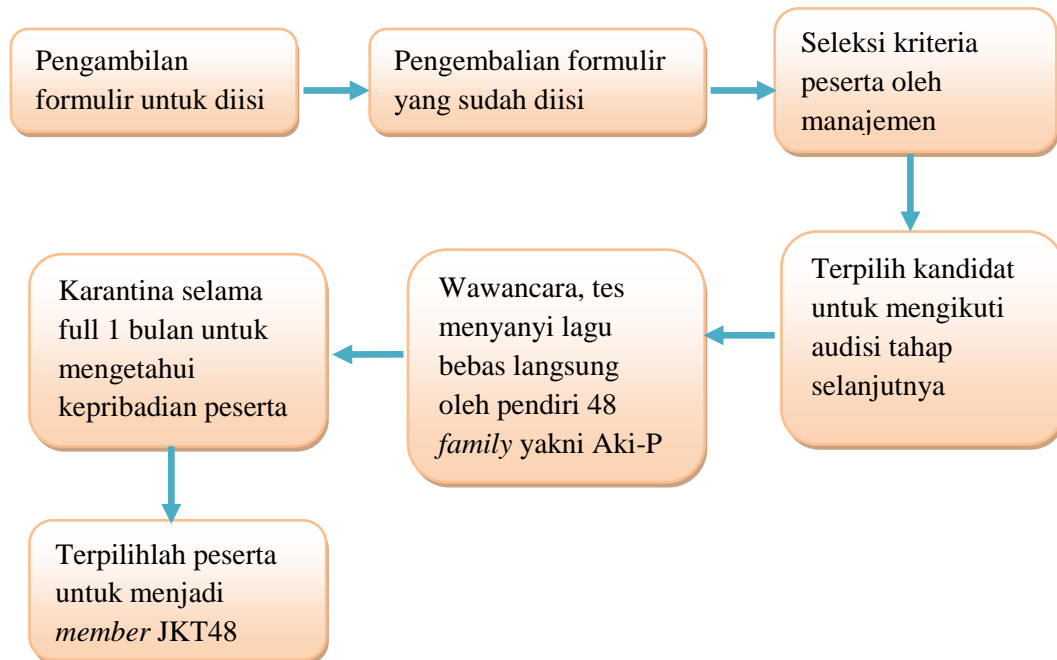 Pengambilan
formulir untuk diisi
Pengembalian formulir
yang sudah diisi
Seleksi kriteria
peserta oleh
manajemen
Terpilih kandidat
untuk mengikuti
audisi tahap
selanjutnya
Wawancara, tes
menyanyi lagu
bebas langsung
oleh pendiri 48
family yakni Aki-P
Karantina selama
full 1 bulan untuk
mengetahui
kepribadian peserta
Terpilihlah peserta
untuk menjadi
member JKT48